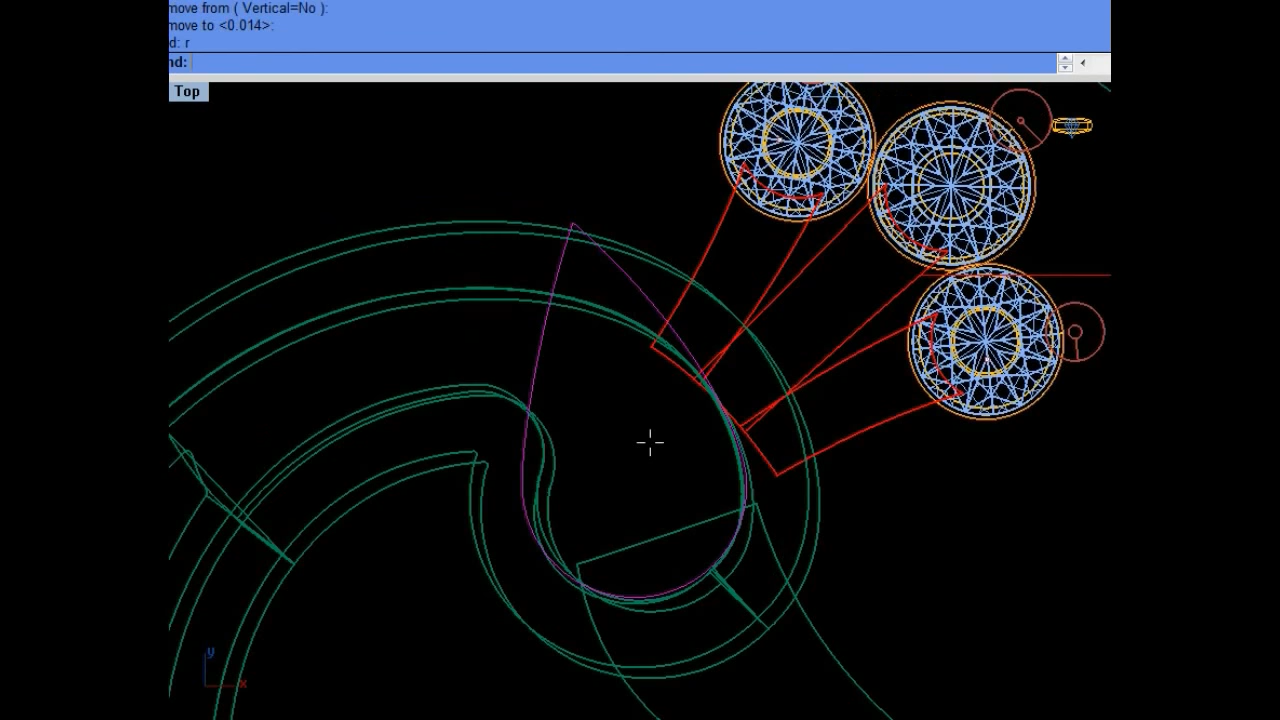 move from ( Vertical=No ):
move to <0.014>:
d: r
nd:
Top
y
x